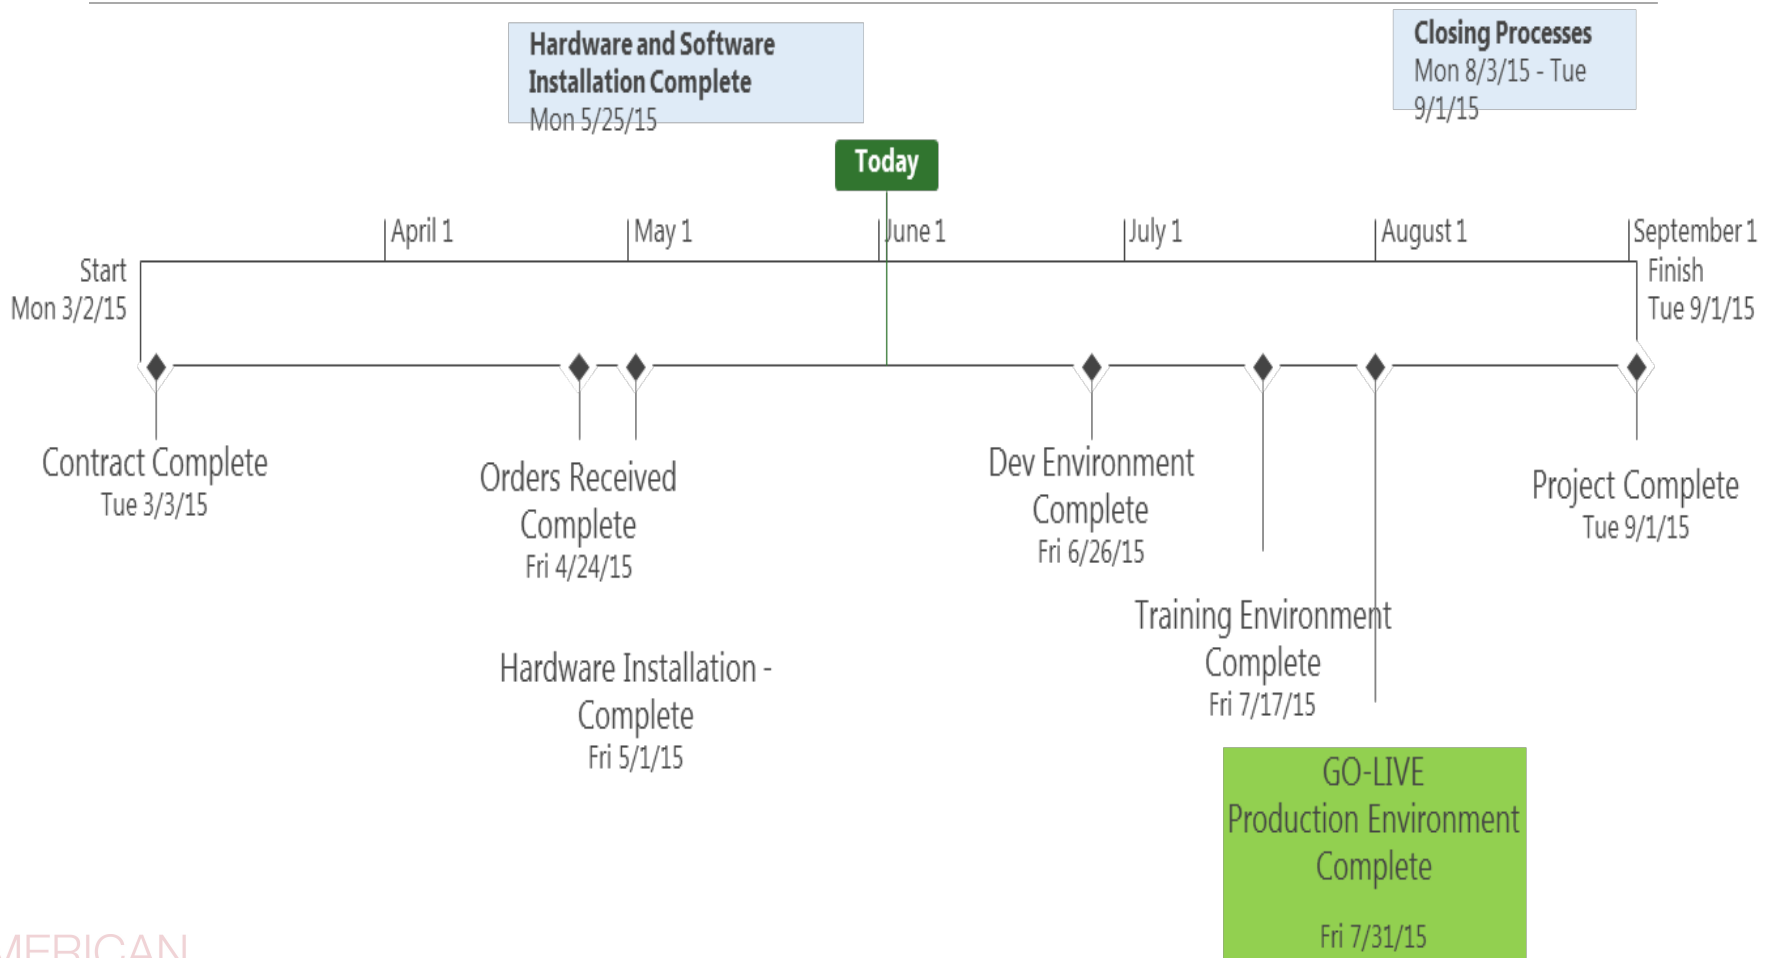 Hardware and Software
Installation Complete
Mon 5/25/15
Closing Processes
Mon 8/3/15 - Tue
9/1/15
Today
April 1
May 1
June 1
July 1
August 1
September 1
Start
Mon 3/2/15
Finish
Tue 9/1/15
Contract Complete
Tue 3/3/15
Orders Received
Complete
Fri 4/24/15
Hardware Installation -
Complete
Fri 5/1/15
Dev Environment
Complete
Fri 6/26/15
Training Environment
Complete
Fri 7/17/15
GO-LIVE
Production Environment
Complete
Fri 7/31/15
Project Complete
Tue 9/1/15
MERICAN